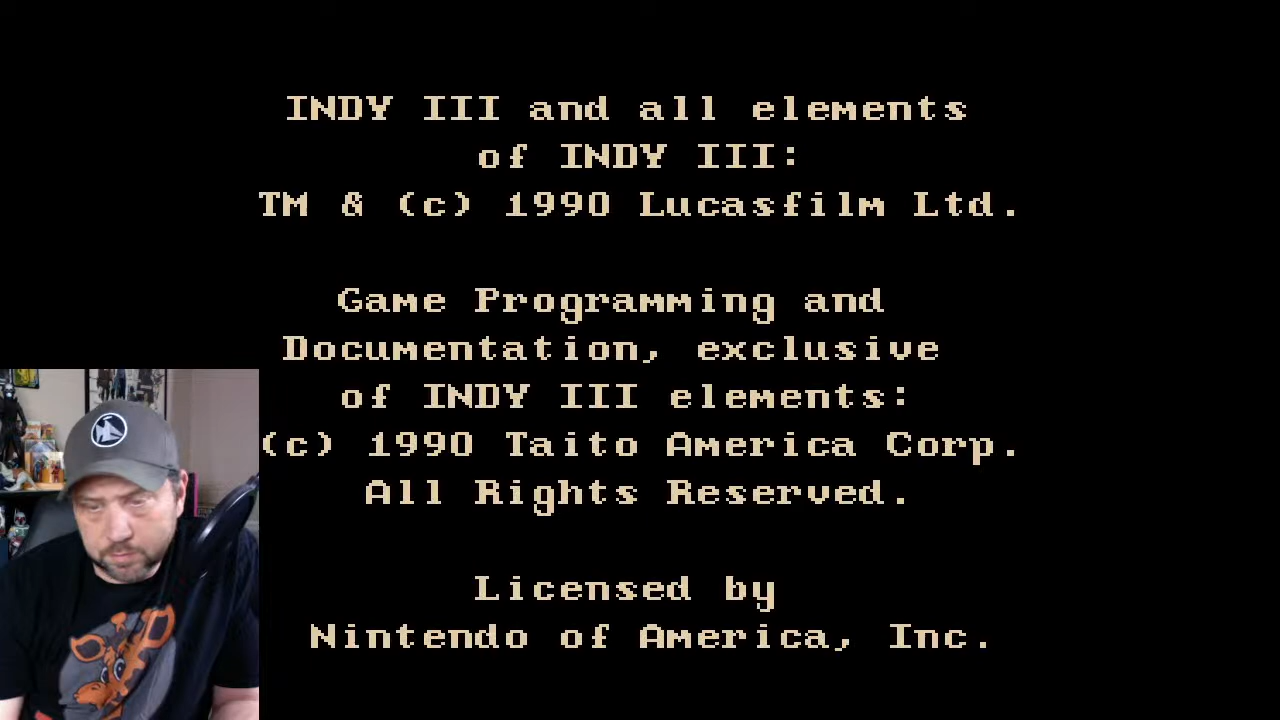 INDY III and all elements
of INDY III:
TM & (c) 1990 Lucasfilm Ltd.
Game Programming and
Documentation, exclusive
of INDY III elements:
(c) 1990 Taito America Corp.
All Rights Reserved.
Licensed by
Nintendo of America, Inc.